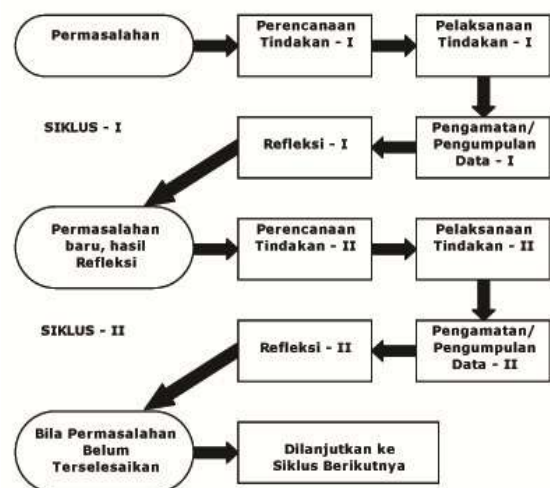 Permasalahan
Perencanaan
Tindakan - I
Pelaksanaan
Tindakan - I
SIKLUS - I
Refleksi - I
Pengamatan/
Pengumpulan
Data - I
Permasalahan
baru, hasil
Refleksi
Perencanaan
Tindakan - II
Pelaksanaan
Tindakan - II
SIKLUS - II
Refleksi - II
Pengamatan/
Pengumpulan
Data - II
Bila Permasalahan
Belum
Terselesaikan
Dilanjutkan ke
Siklus Berikutnya